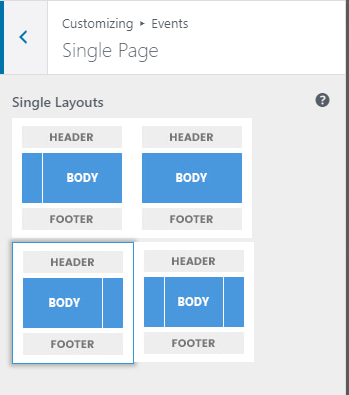 Customizing ▸ Events
Single Page
Single Layouts
HEADER HEADER
BODY BODY
FOOTER FOOTER
HEADER HEADER
BODY BODY
FOOTER FOOTER